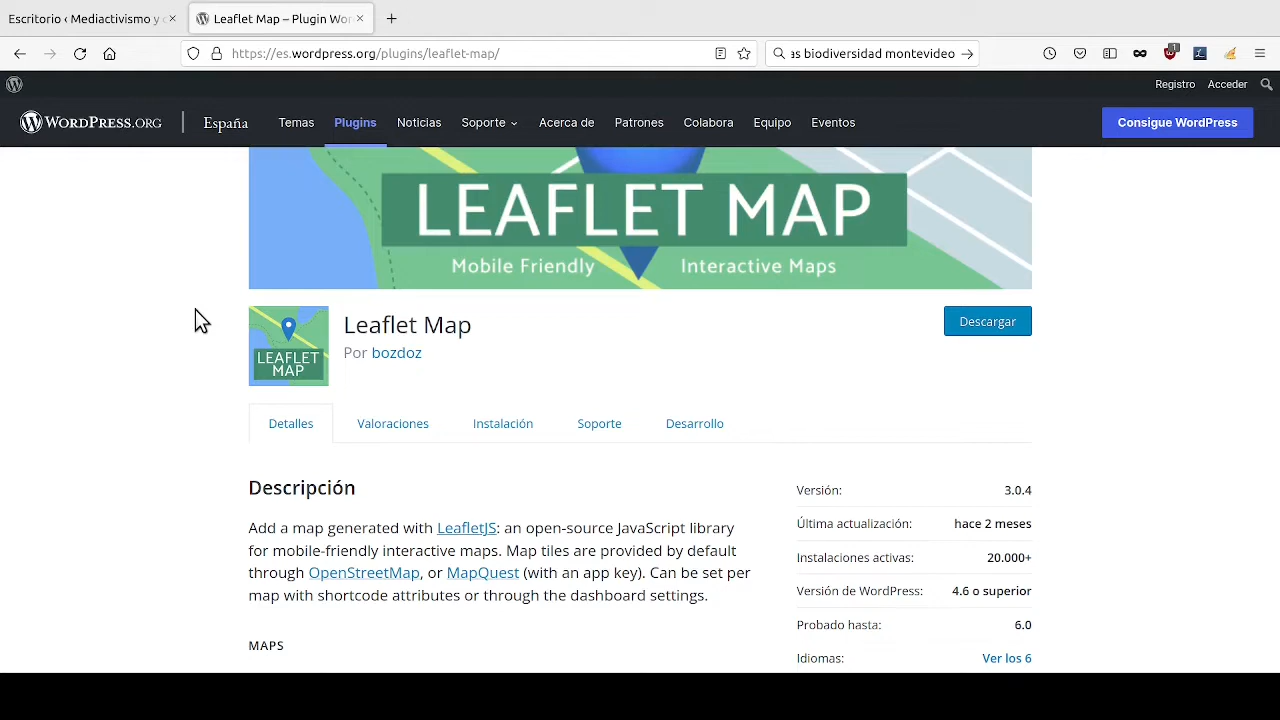 Escritorio ‹ Mediactivismo y c
Leaflet Map – Plugin Wor
https://es.wordpress.org/plugins/leaflet-map/
as biodiversidad montevideo
1
Registro
Acceder
WORDPRESS.ORG
España
Temas
Plugins
Noticias
Soporte
Acerca de
Patrones
Colabora
Equipo
Eventos
Consigue WordPress
LEAFLET MAP
Mobile Friendly
Interactive Maps
LEAFLET
MAP
Leaflet Map
Por bozdoz
Descargar
Detalles
Valoraciones
Instalación
Soporte
Desarrollo
Descripción
Add a map generated with LeafletJS: an open-source JavaScript library
for mobile-friendly interactive maps. Map tiles are provided by default
through OpenStreetMap, or MapQuest (with an app key). Can be set per
map with shortcode attributes or through the dashboard settings.
MAPS
Versión: 3.0.4
Última actualización: hace 2 meses
Instalaciones activas: 20.000+
Versión de WordPress: 4.6 o superior
Probado hasta: 6.0
Idiomas: Ver los 6